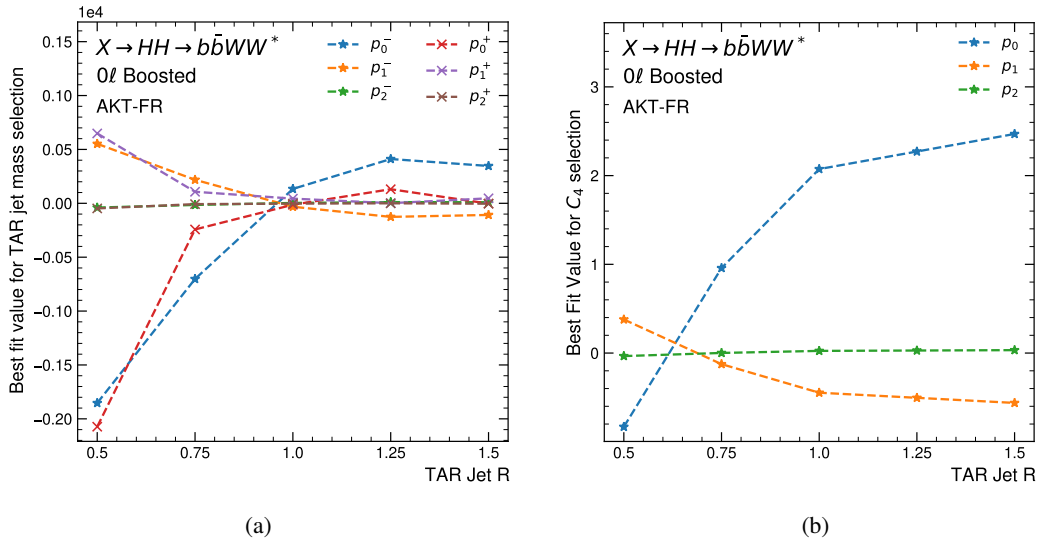 1e4
X → HH → bb̄WW*
0ℓ Boosted
AKT-FR
p₀⁻
p₁⁻
p₂⁻
p₀⁺
p₁⁺
p₂⁺
Best fit value for TAR jet mass selection
0.15
0.10
0.05
0.00
−0.05
−0.10
−0.15
−0.20
0.5 0.75 1.0 1.25 1.5
TAR Jet R
(a)
X → HH → bb̄WW*
0ℓ Boosted
AKT-FR
p₀
p₁
p₂
Best Fit Value for C₄ selection
3
2
1
0
0.5 0.75 1.0 1.25 1.5
TAR Jet R
(b)